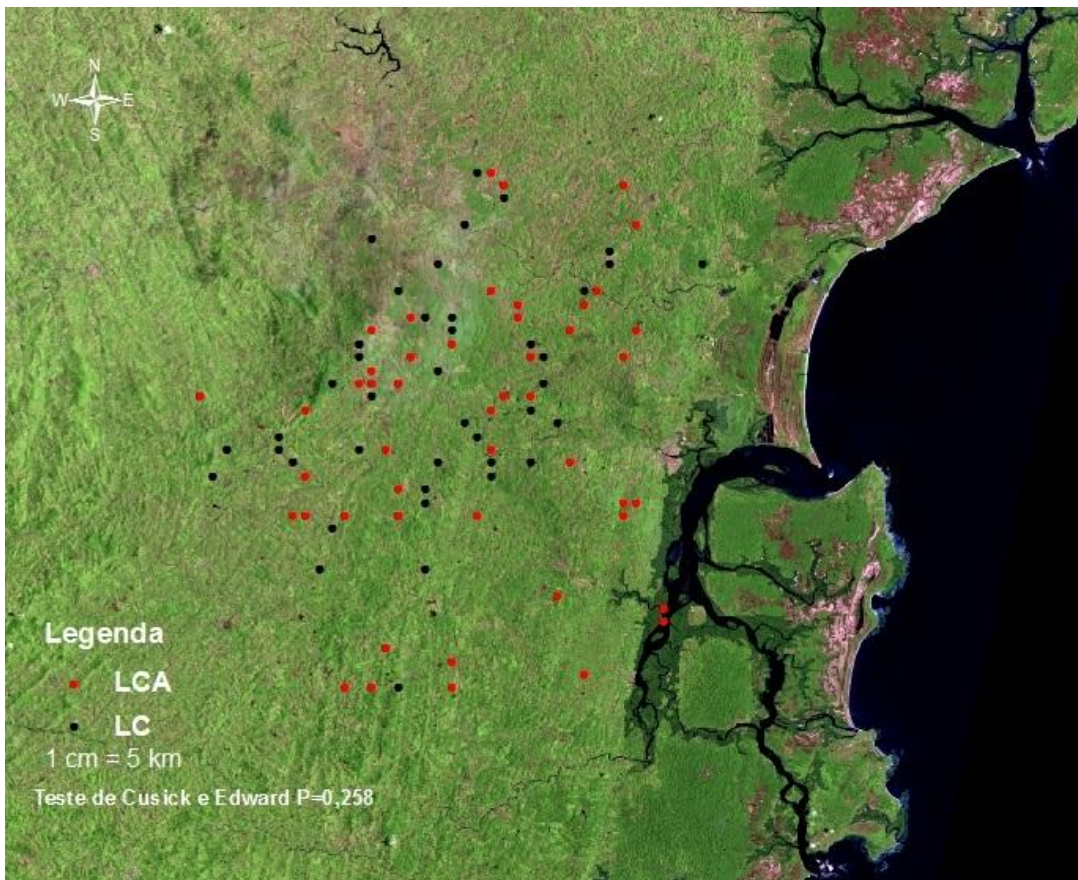 N
W E
S
Legenda
LCA
LC
1 cm = 5 km
Teste de Cusick e Edward P=0,258